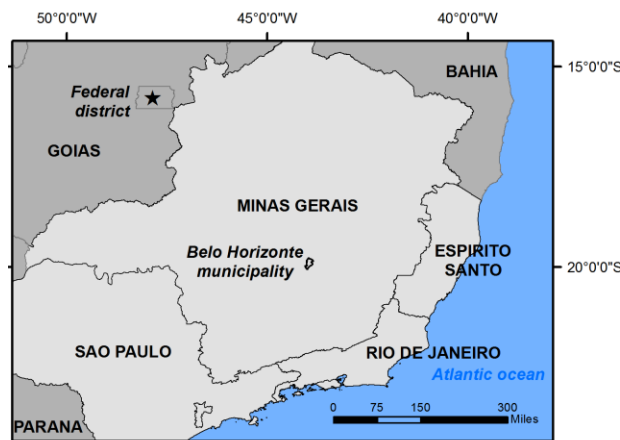 50°0'0"W 45°0'0"W 40°0'0"W
15°0'0"S
BAHIA
Federal
district
GOIAS
MINAS GERAIS
Belo Horizonte
municipality
ESPIRITO
SANTO
20°0'0"S
SAO PAULO
RIO DE JANEIRO
Atlantic ocean
PARANA
0 75 150 300
Miles